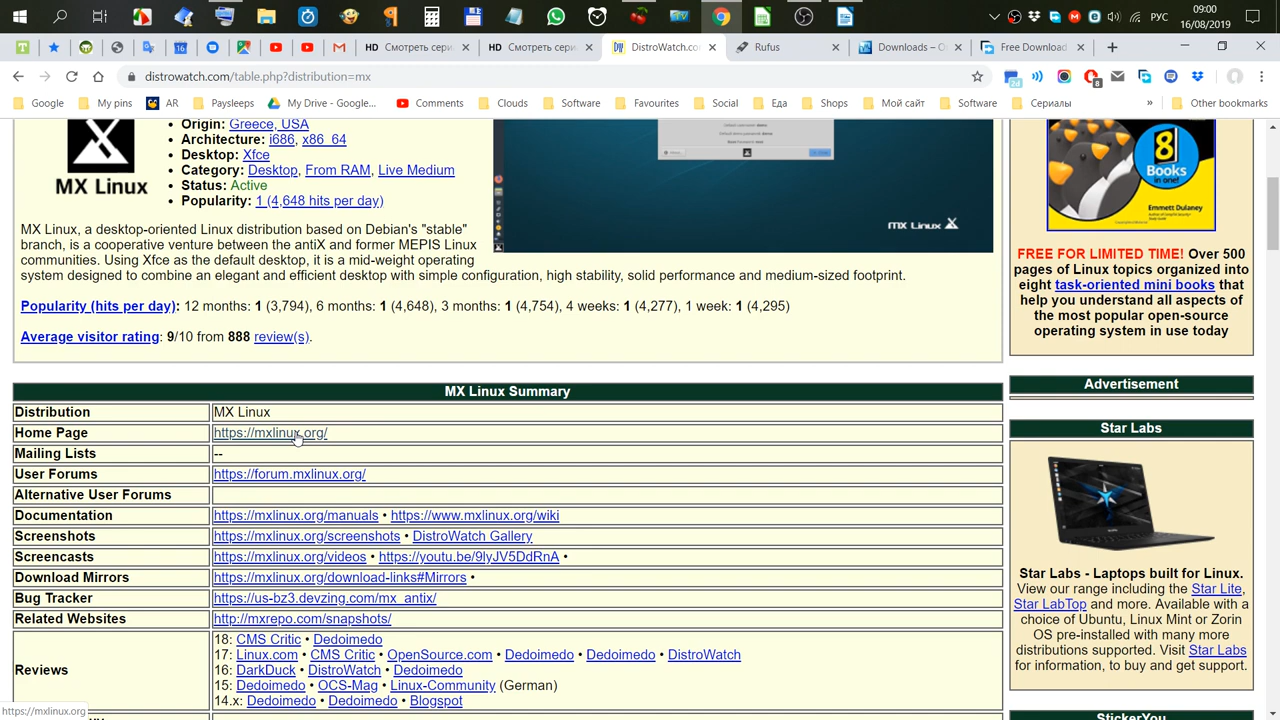 09:00
РУС
16/08/2019
HD Смотреть сери
HD Смотреть сери
DistroWatch.com
Rufus
Downloads – O
Free Download
distrowatch.com/table.php?distribution=mx
Google
My pins
AR
Paysleeps
My Drive - Google...
Comments
Clouds
Software
Favourites
Social
Еда
Shops
Мой сайт
Software
Сериалы
»
Other bookmarks
MX Linux
• Origin: Greece, USA
• Architecture: i686, x86_64
• Desktop: Xfce
• Category: Desktop, From RAM, Live Medium
• Status: Active
• Popularity: 1 (4,648 hits per day)
MX Linux
MX Linux, a desktop-oriented Linux distribution based on Debian's "stable"
branch, is a cooperative venture between the antiX and former MEPIS Linux
communities. Using Xfce as the default desktop, it is a mid-weight operating
system designed to combine an elegant and efficient desktop with simple configuration, high stability, solid performance and medium-sized footprint.
Popularity (hits per day): 12 months: 1 (3,794), 6 months: 1 (4,648), 3 months: 1 (4,754), 4 weeks: 1 (4,277), 1 week: 1 (4,295)
Average visitor rating: 9/10 from 888 review(s).
MX Linux Summary
Distribution MX Linux
Home Page https://mxlinux.org/
Mailing Lists --
User Forums https://forum.mxlinux.org/
Alternative User Forums
Documentation https://mxlinux.org/manuals • https://www.mxlinux.org/wiki
Screenshots https://mxlinux.org/screenshots • DistroWatch Gallery
Screencasts https://mxlinux.org/videos • https://youtu.be/9lyJV5DdRnA •
Download Mirrors https://mxlinux.org/download-links#Mirrors •
Bug Tracker https://us-bz3.devzing.com/mx_antix/
Related Websites http://mxrepo.com/snapshots/
Reviews
18: CMS Critic • Dedoimedo
17: Linux.com • CMS Critic • OpenSource.com • Dedoimedo • Dedoimedo • DistroWatch
16: DarkDuck • DistroWatch • Dedoimedo
15: Dedoimedo • OCS-Mag • Linux-Community (German)
14.x: Dedoimedo • Dedoimedo • Blogspot
https://mxlinux.org
8
Books
in one!
Emmett
Dulaney
FREE FOR LIMITED TIME! Over 500
pages of Linux topics organized into
eight task-oriented mini books that
help you understand all aspects of
the most popular open-source
operating system in use today
Advertisement
Star Labs
Star Labs - Laptops built for Linux.
View our range including the Star Lite,
Star LabTop and more. Available with a
choice of Ubuntu, Linux Mint or Zorin
OS pre-installed with many more
distributions supported. Visit Star Labs
for information, to buy and get support.
StickerYou